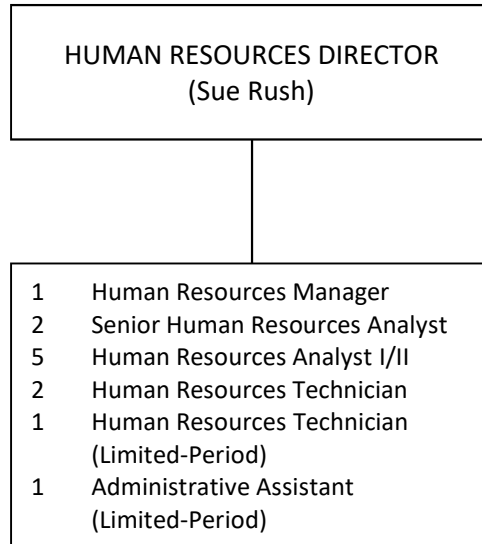 HUMAN RESOURCES DIRECTOR
(Sue Rush)
1 Human Resources Manager
2 Senior Human Resources Analyst
5 Human Resources Analyst I/II
2 Human Resources Technician
1 Human Resources Technician
(Limited-Period)
1 Administrative Assistant
(Limited-Period)